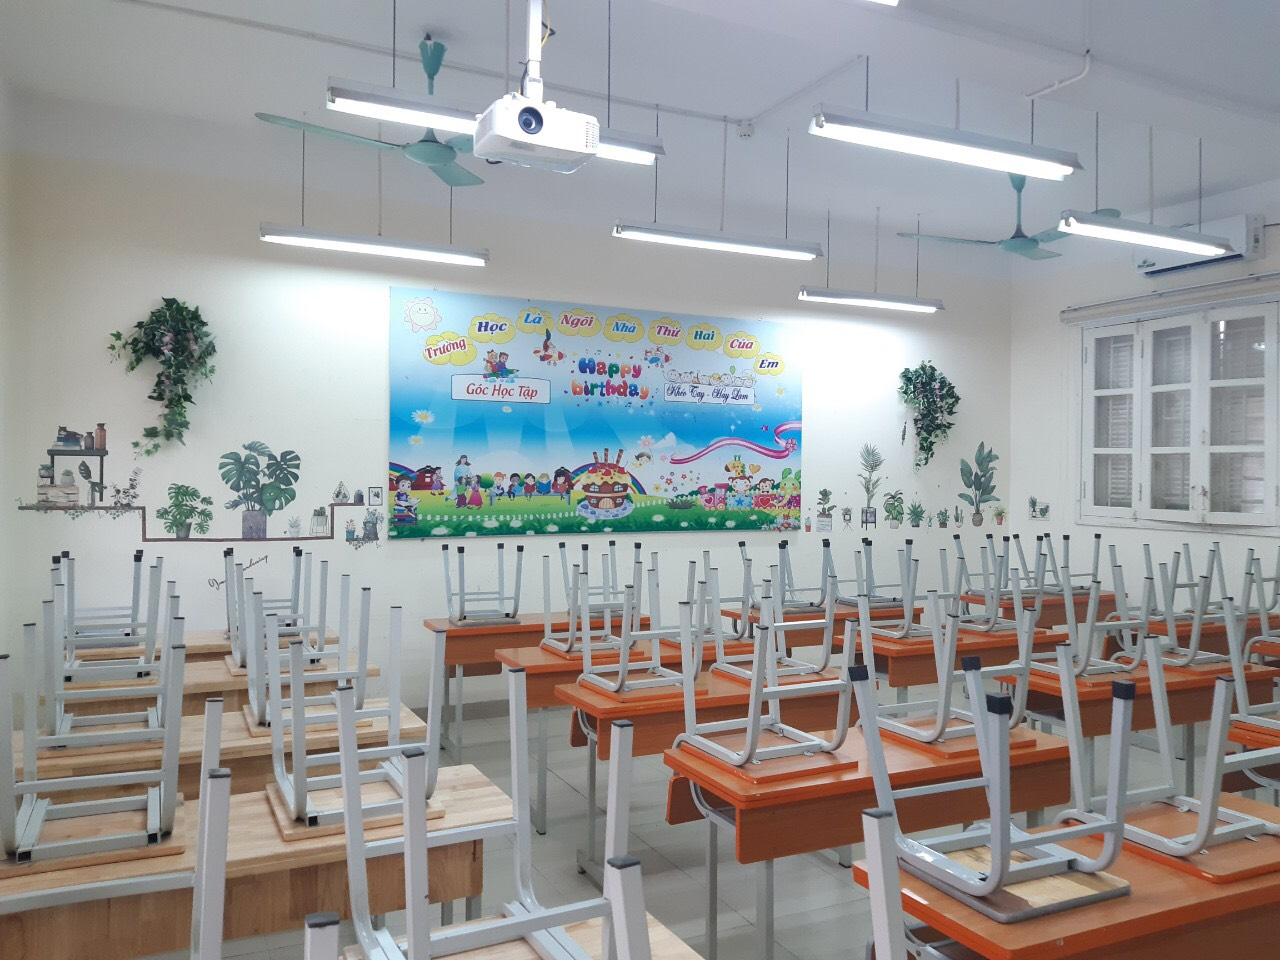 Trường Học Là Ngôi Nhà Thứ Hai Của Em
Happy
birthday
Góc Học Tập
Khéo Tay - Hay Làm